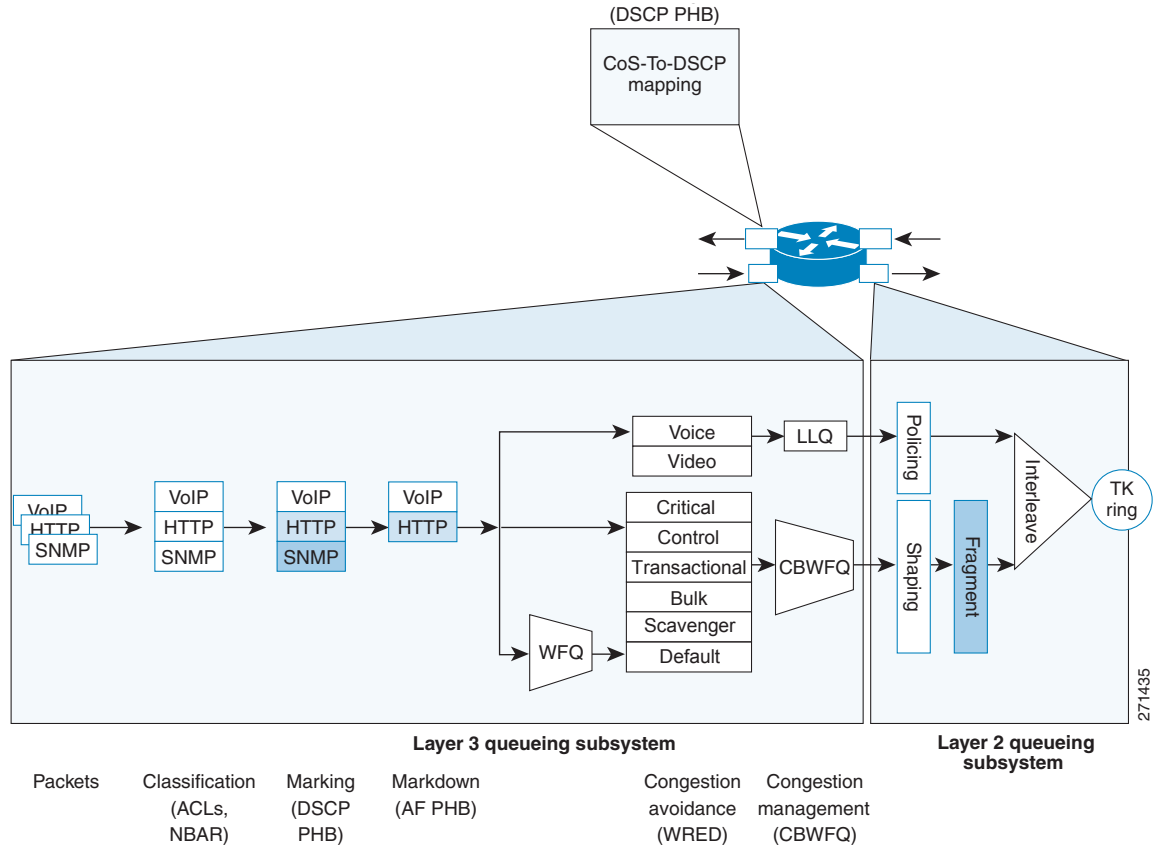 (DSCP PHB)
CoS-To-DSCP
mapping
Voice
Video
LLQ
Policing
Interleave
TK
ring
VoIP
HTTP
SNMP
VoIP
HTTP
SNMP
VoIP
HTTP
SNMP
VoIP
HTTP
Critical
Control
Transactional
Bulk
Scavenger
Default
WFQ
CBWFQ
Shaping
Fragment
271435
Layer 3 queueing subsystem
Layer 2 queueing
subsystem
Packets
Classification
(ACLs,
NBAR)
Marking
(DSCP
PHB)
Markdown
(AF PHB)
Congestion
avoidance
(WRED)
Congestion
management
(CBWFQ)